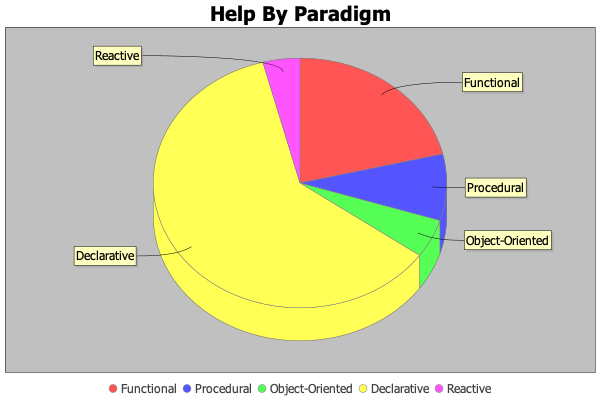 Help By Paradigm
Reactive
Functional
Procedural
Object-Oriented
Declarative
Functional Procedural Object-Oriented Declarative Reactive